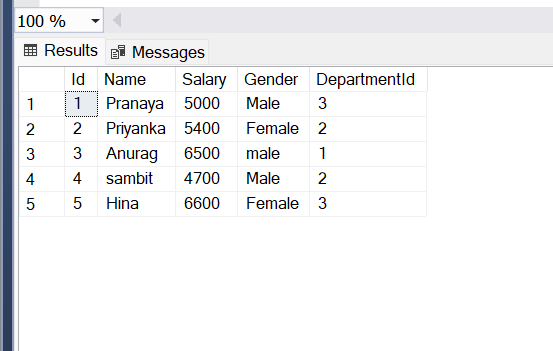 100 %
Results Messages
Id Name Salary Gender DepartmentId
1 1 Pranaya 5000 Male 3
2 2 Priyanka 5400 Female 2
3 3 Anurag 6500 male 1
4 4 sambit 4700 Male 2
5 5 Hina 6600 Female 3